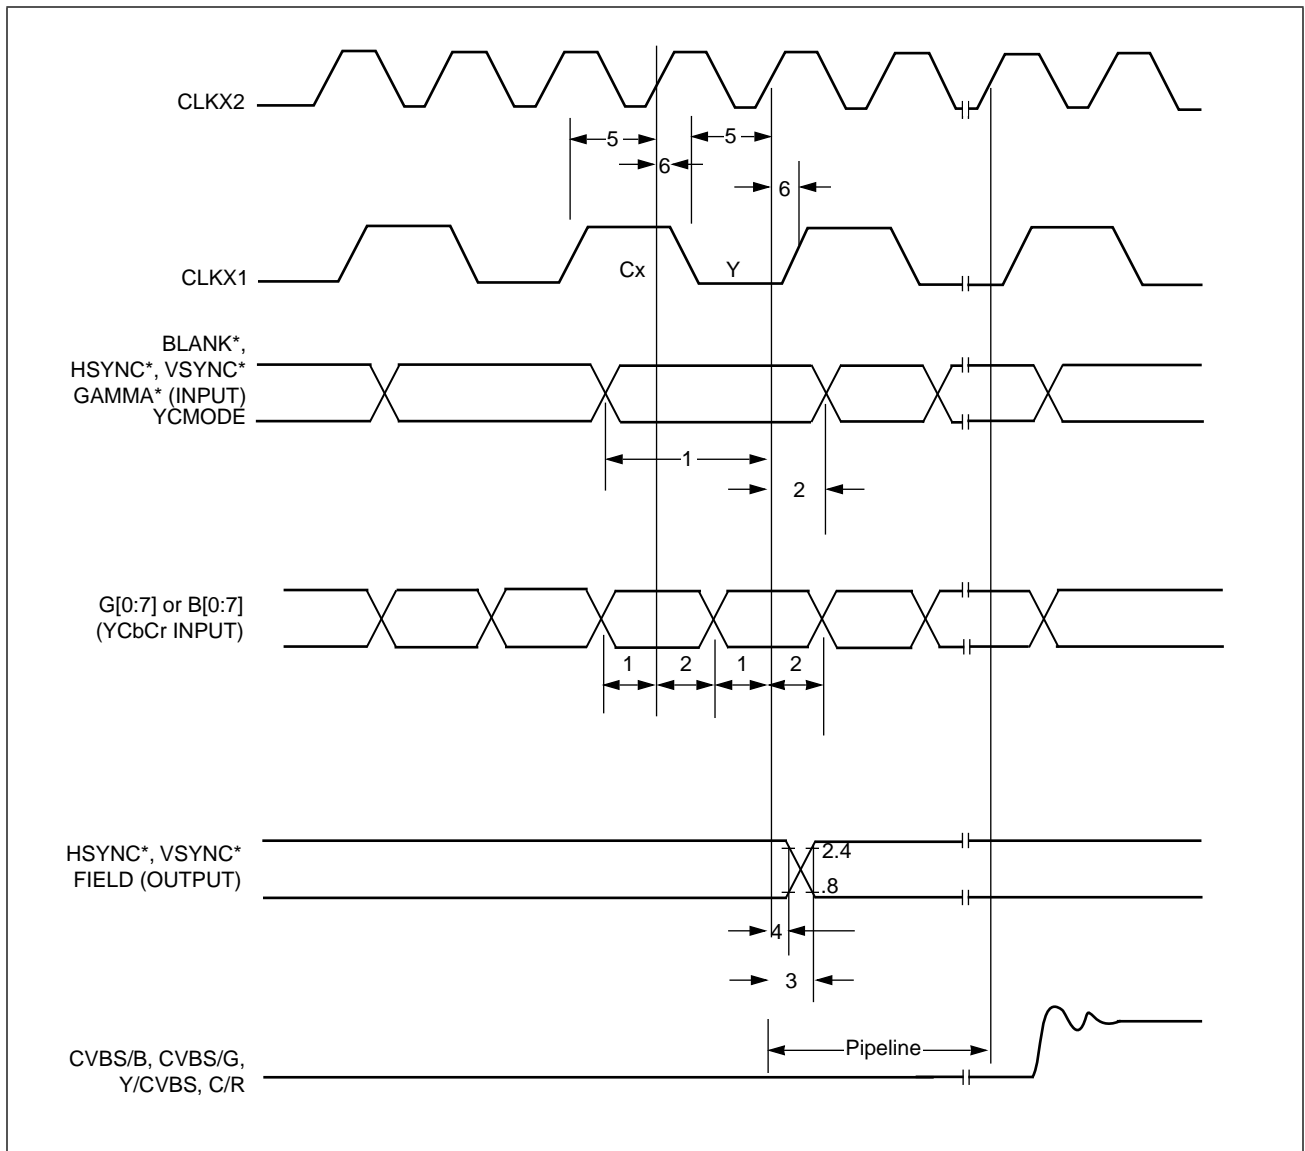 CLKX2
5
5
6
6
CLKX1
Cx
Y
BLANK*,
HSYNC*, VSYNC*
GAMMA* (INPUT)
YCMODE
1
2
G[0:7] or B[0:7]
(YCbCr INPUT)
1
2
1
2
HSYNC*, VSYNC*
FIELD (OUTPUT)
2.4
.8
4
3
CVBS/B, CVBS/G,
Y/CVBS, C/R
Pipeline